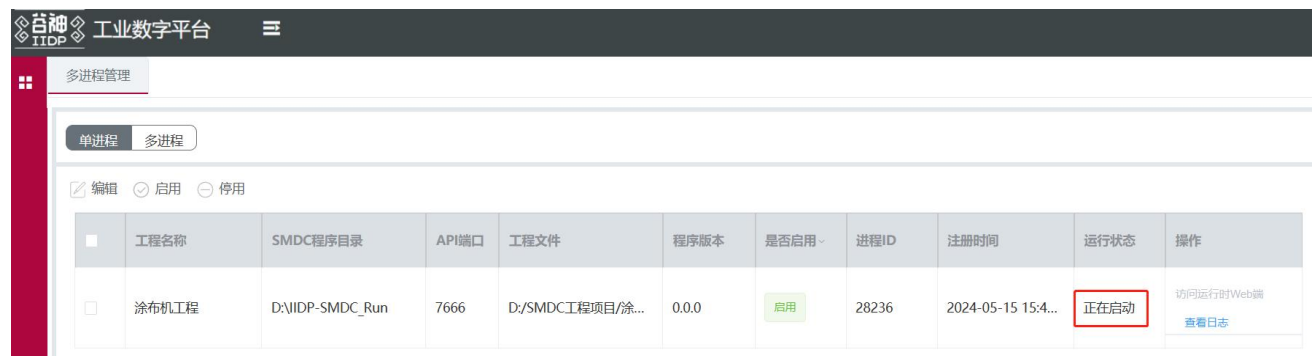 谷神 工业数字平台
IIDP
多进程管理
单进程 多进程
编辑 启用 停用
工程名称 SMDC程序目录 API端口 工程文件 程序版本 是否启用 进程ID 注册时间 运行状态 操作
涂布机工程 D:\IIDP-SMDC_Run 7666 D:/SMDC工程项目/涂... 0.0.0 启用 28236 2024-05-15 15:4... 正在启动 访问运行时Web端
查看日志